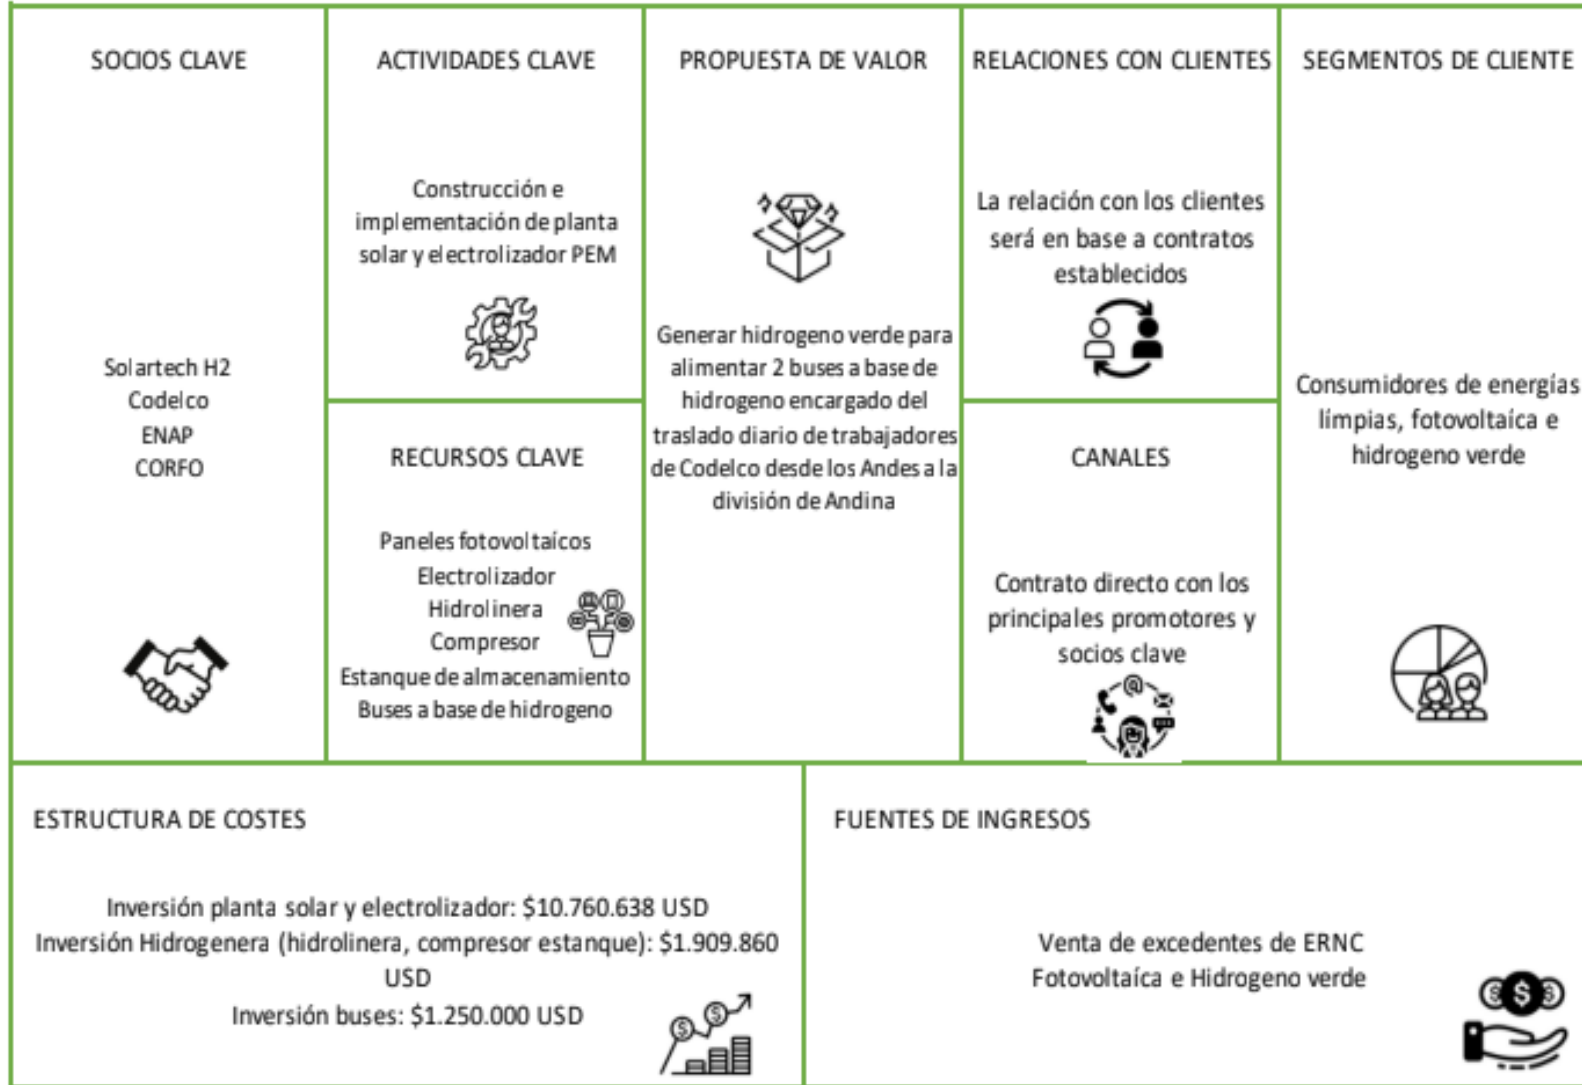 SOCIOS CLAVE
Solartech H2
Codelco
ENAP
CORFO
ACTIVIDADES CLAVE
Construcción e
implementación de planta
solar y electrolizador PEM
RECURSOS CLAVE
Paneles fotovoltaícos
Electrolizador
Hidrolinera
Compresor
Estanque de almacenamiento
Buses a base de hidrogeno
PROPUESTA DE VALOR
Generar hidrogeno verde para
alimentar 2 buses a base de
hidrogeno encargado del
traslado diario de trabajadores
de Codelco desde los Andes a la
división de Andina
RELACIONES CON CLIENTES
La relación con los clientes
será en base a contratos
establecidos
CANALES
Contrato directo con los
principales promotores y
socios clave
SEGMENTOS DE CLIENTE
Consumidores de energías
límpias, fotovoltaíca e
hidrogeno verde
ESTRUCTURA DE COSTES
Inversión planta solar y electrolizador: $10.760.638 USD
Inversión Hidrogenera (hidrolinera, compresor estanque): $1.909.860
USD
Inversión buses: $1.250.000 USD
FUENTES DE INGRESOS
Venta de excedentes de ERNC
Fotovoltaíca e Hidrogeno verde